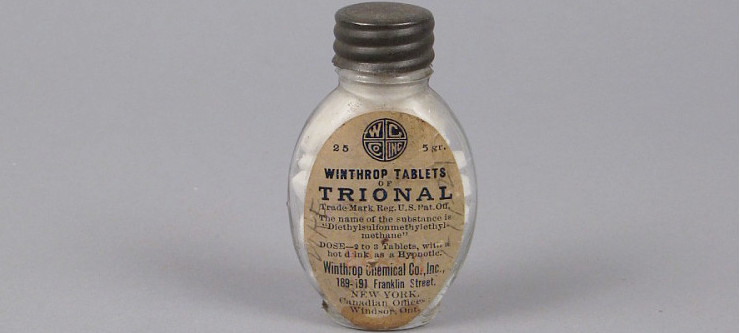 W C
CO INC
25 5 gr.
WINTHROP TABLETS
OF
TRIONAL
Trade Mark Reg. U.S. Pat. Off.
The name of the substance is
"Diethylsulfonmethylethyl-
methane"
DOSE—2 to 3 Tablets, with a
hot drink as a Hypnotic.
Winthrop Chemical Co., Inc.,
189-191 Franklin Street,
NEW YORK.
Canadian Offices
Windsor, Ont.